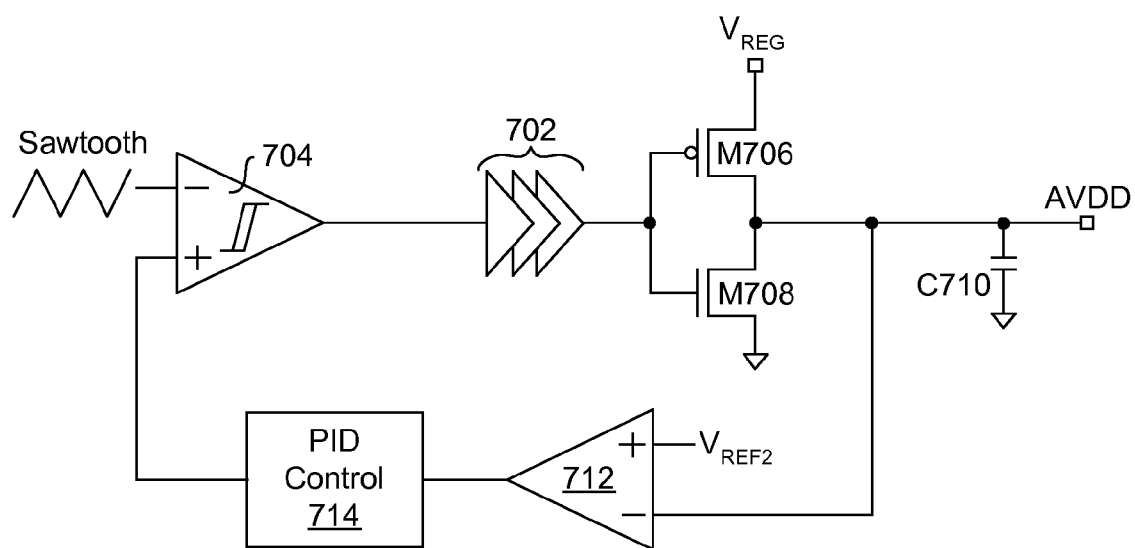 V_REG
Sawtooth
704
702
M706
−
+
M708
AVDD
C710
PID
Control
714
712
+
V_REF2
−